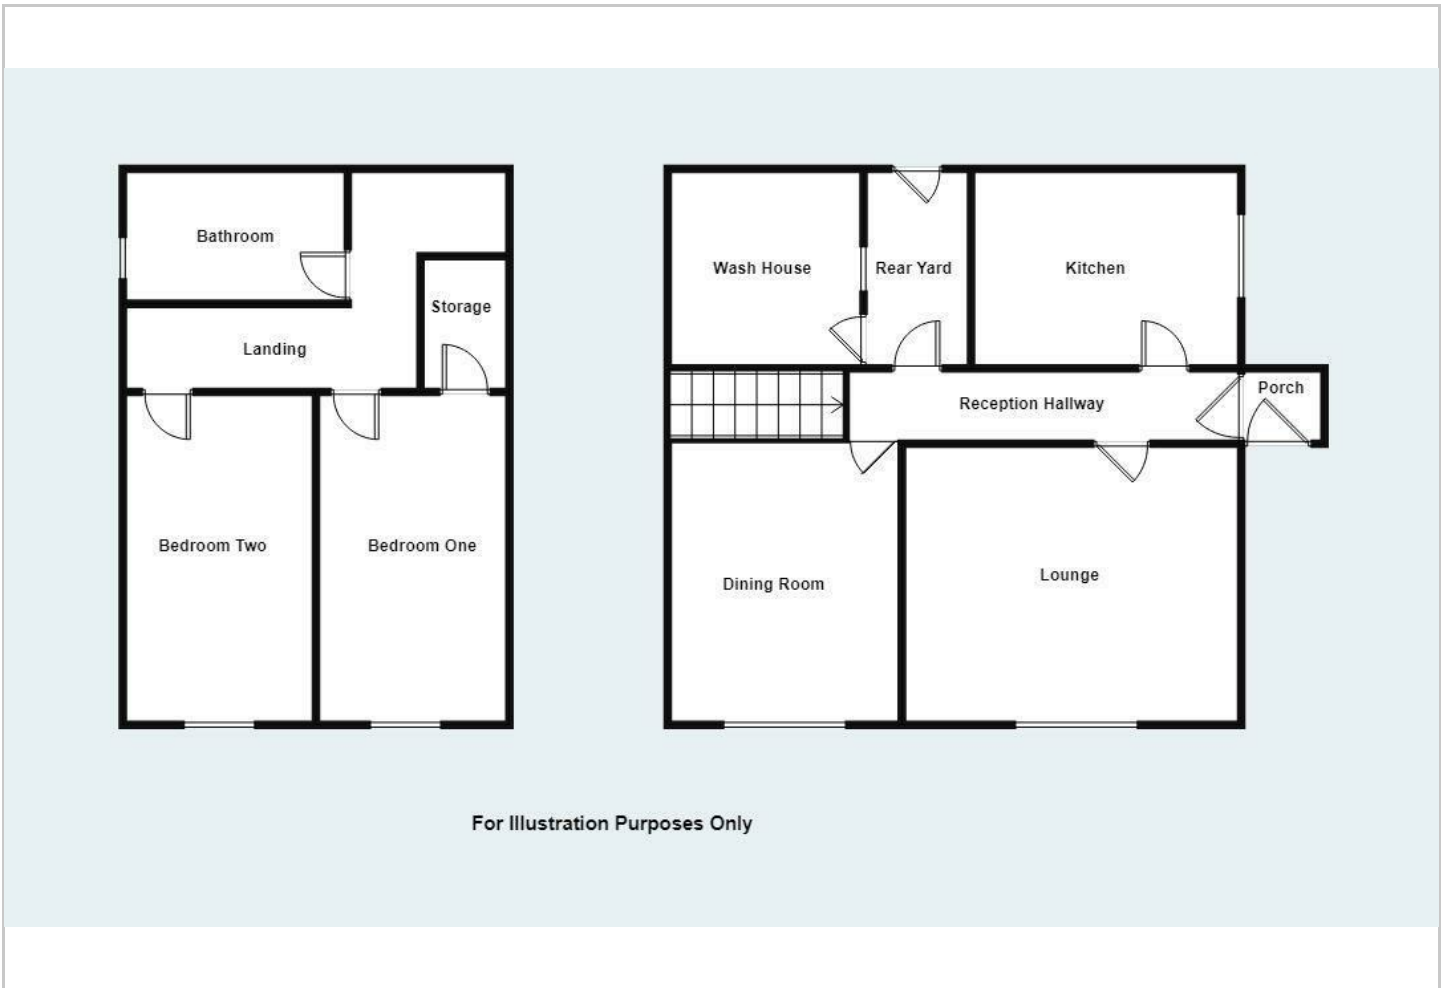 Bathroom
Storage
Landing
Bedroom Two
Bedroom One
Wash House
Rear Yard
Kitchen
Porch
Reception Hallway
Dining Room
Lounge
For Illustration Purposes Only